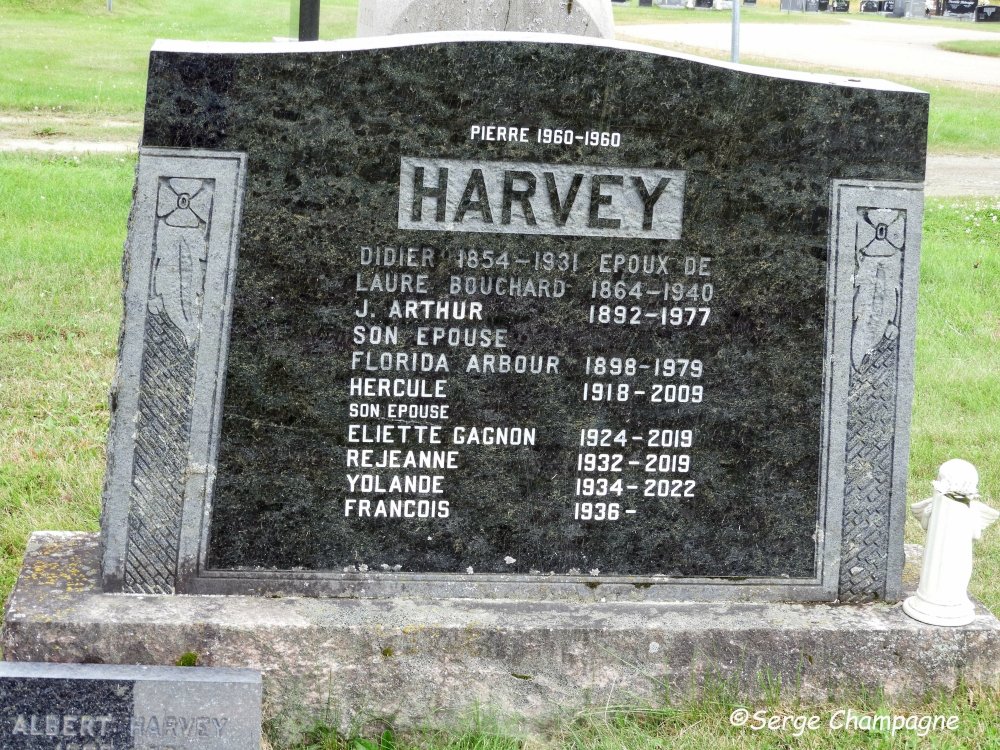 PIERRE 1960-1960
HARVEY
DIDIER 1854-1931 EPOUX DE
LAURE BOUCHARD 1864-1940
J. ARTHUR 1892-1977
SON EPOUSE
FLORIDA ARBOUR 1898-1979
HERCULE 1918-2009
SON EPOUSE
ELIETTE GAGNON 1924-2019
REJEANNE 1932-2019
YOLANDE 1934-2022
FRANCOIS 1936-
ALBERT HARVEY
©Serge Champagne